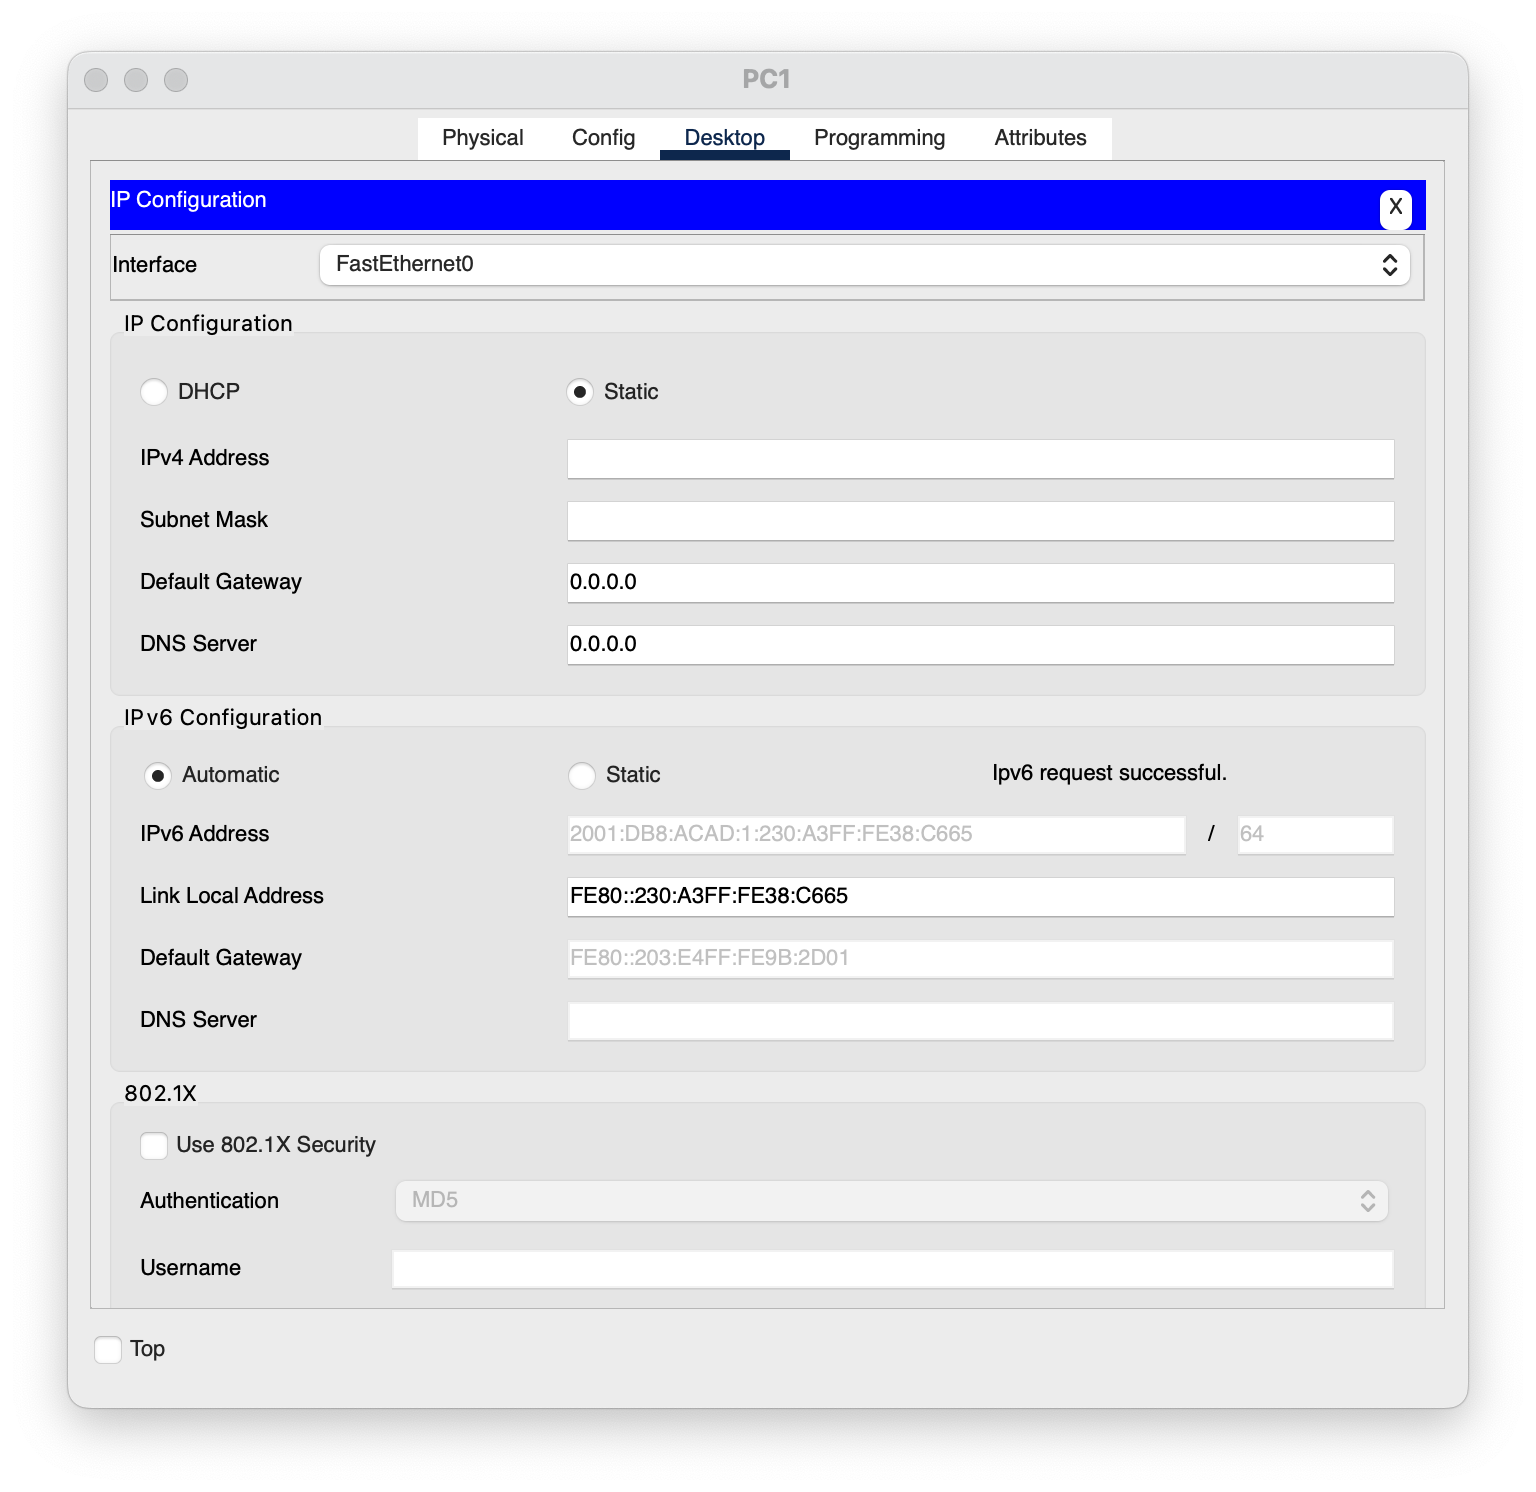 PC1
Physical Config Desktop Programming Attributes
IP Configuration
X
Interface FastEthernet0
IP Configuration
DHCP Static
IPv4 Address
Subnet Mask
Default Gateway 0.0.0.0
DNS Server 0.0.0.0
IPv6 Configuration
Automatic Static Ipv6 request successful.
IPv6 Address 2001:DB8:ACAD:1:230:A3FF:FE38:C665 / 64
Link Local Address FE80::230:A3FF:FE38:C665
Default Gateway FE80::203:E4FF:FE9B:2D01
DNS Server
802.1X
Use 802.1X Security
Authentication MD5
Username
Top